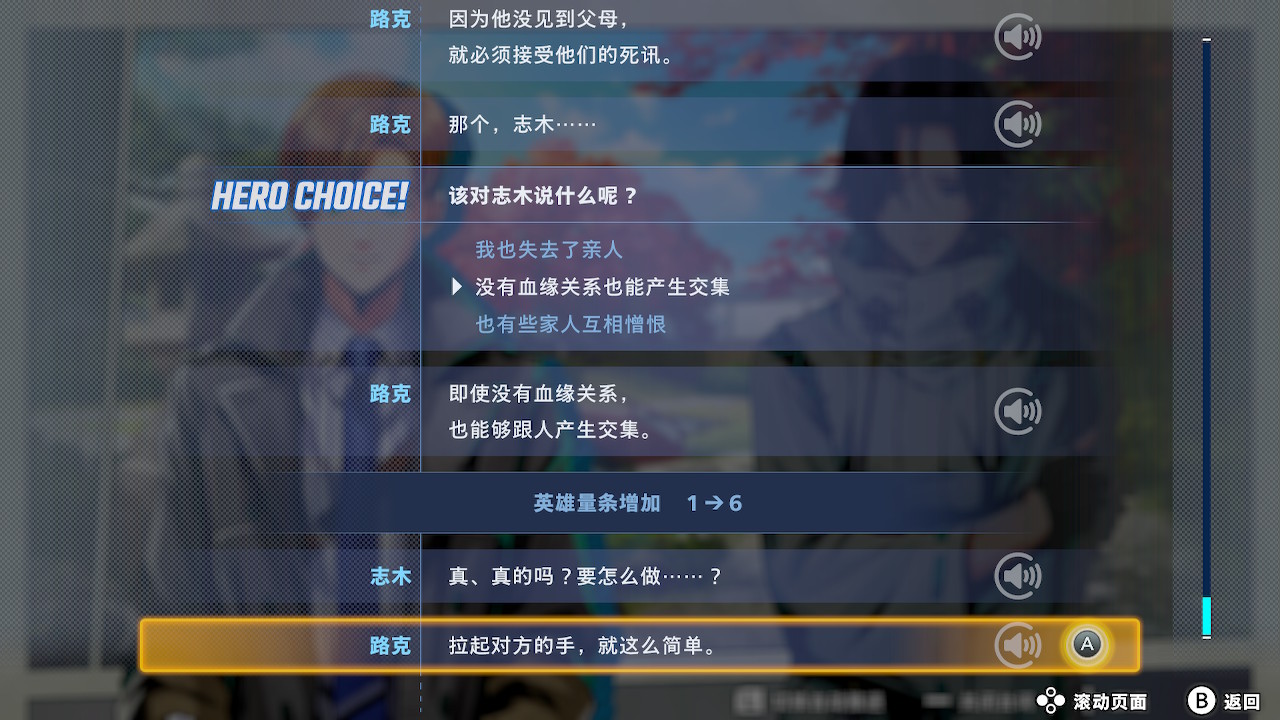 路克 因为他没见到父母，
就必须接受他们的死讯。
路克 那个，志木……
HERO CHOICE! 该对志木说什么呢？
我也失去了亲人
没有血缘关系也能产生交集
也有些家人互相憎恨
路克 即使没有血缘关系，
也能够跟人产生交集。
英雄量条增加 1→6
志木 真、真的吗？要怎么做……？
路克 拉起对方的手，就这么简单。
A
滚动页面 B 返回